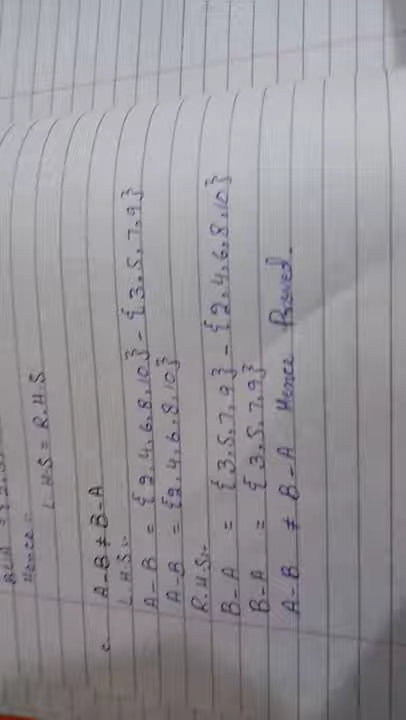 Hence :-
L.H.S = R.H.S
c. A-B ≠ B-A
L.H.S:-
A-B = {2.4.6.8.10} - {3.5.7.9}
A-B = {2.4.6.8.10}
R.H.S:-
B-A = {3.5.7.9} - {2.4.6.8.10}
B-A = {3.5.7.9}
A-B ≠ B-A Hence Proved.